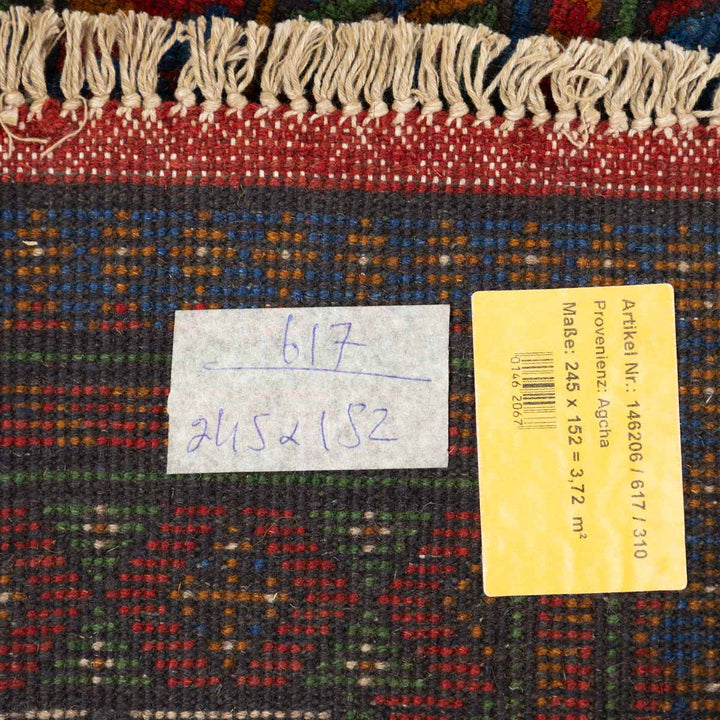 617
245x152
Artikel Nr.: 146206 / 617 / 310
Provenienz: Agcha
Maße: 245 x 152 = 3,72 m²
0146 2067